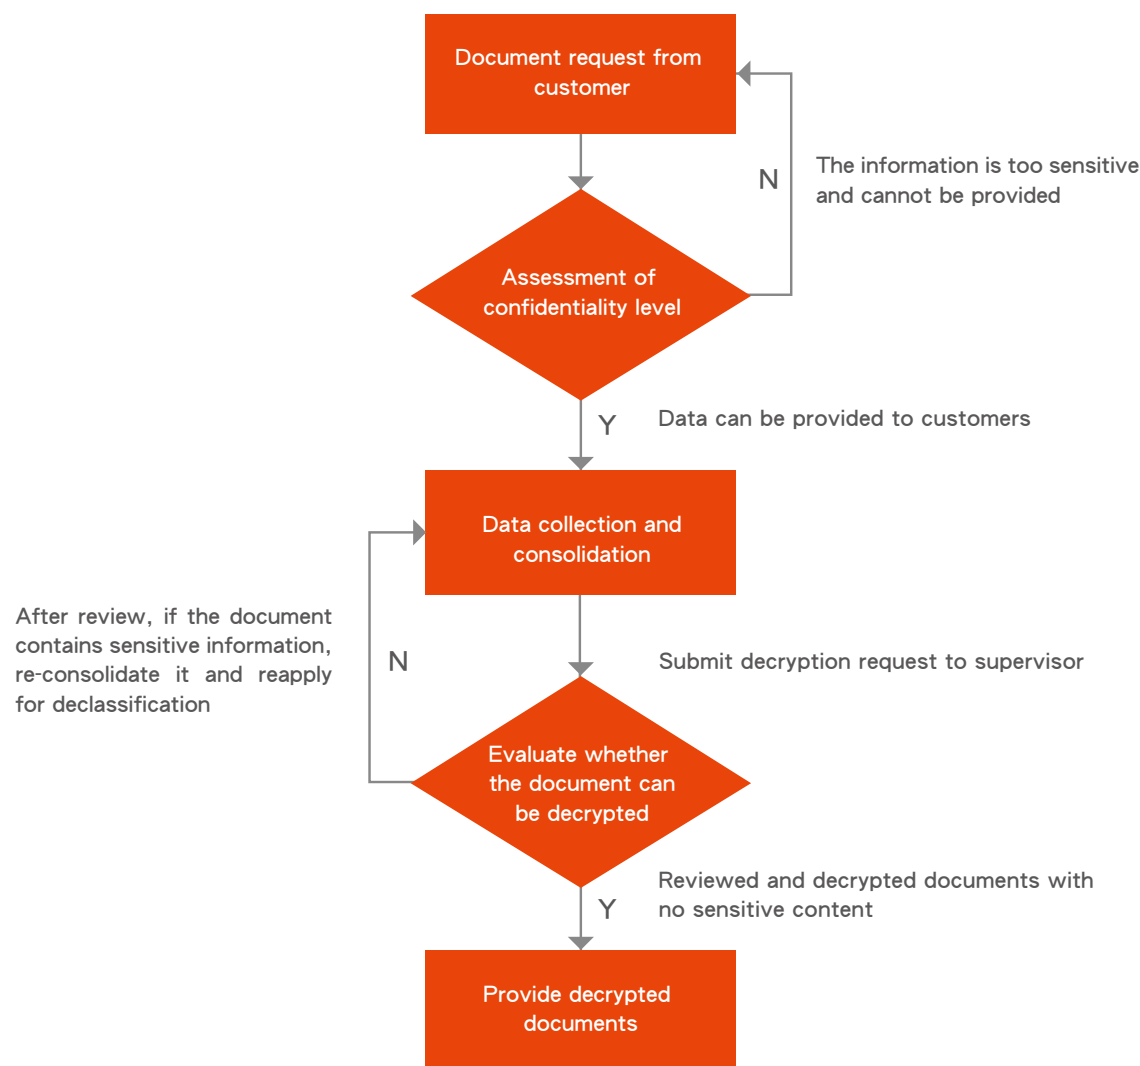 Document request from
customer
N
The information is too sensitive
and cannot be provided
Assessment of
confidentiality level
Y
Data can be provided to customers
Data collection and
consolidation
After review, if the document
contains sensitive information,
re-consolidate it and reapply
for declassification
N
Submit decryption request to supervisor
Evaluate whether
the document can
be decrypted
Y
Reviewed and decrypted documents with
no sensitive content
Provide decrypted
documents